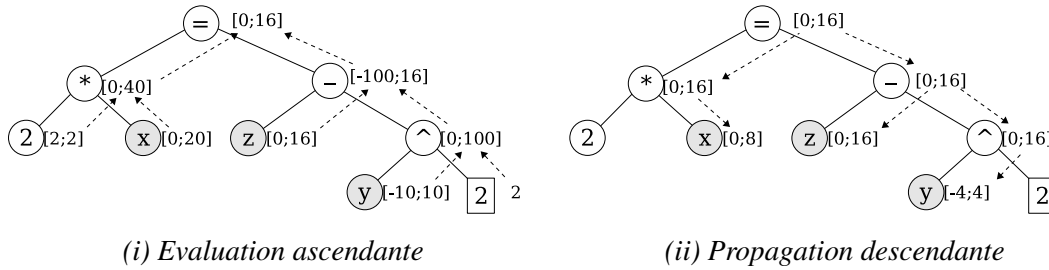 = [0;16] = [0;16]
* [0;40] − [-100;16] * [0;16] − [0;16]
2 [2;2] x [0;20] z [0;16] ^ [0;100] 2 x [0;8] z [0;16] ^ [0;16]
y [-10;10] 2 2 y [-4;4] 2
(i) Evaluation ascendante (ii) Propagation descendante